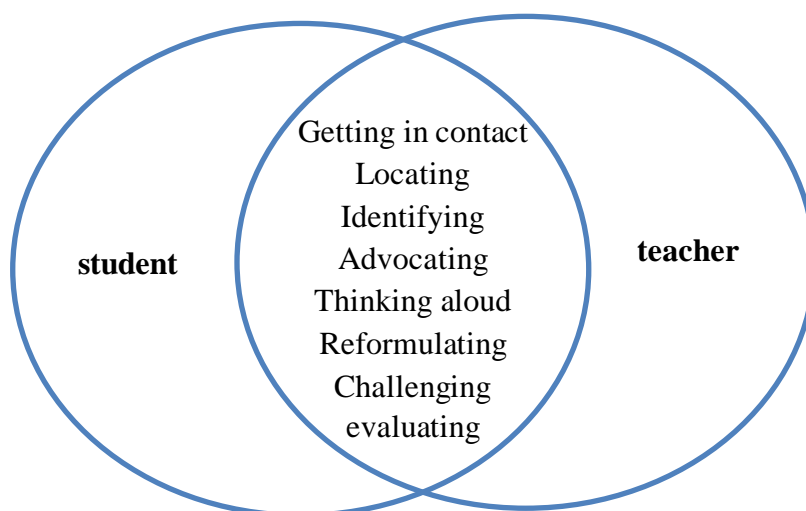 Getting in contact
Locating
Identifying
student
teacher
Advocating
Thinking aloud
Reformulating
Challenging
evaluating